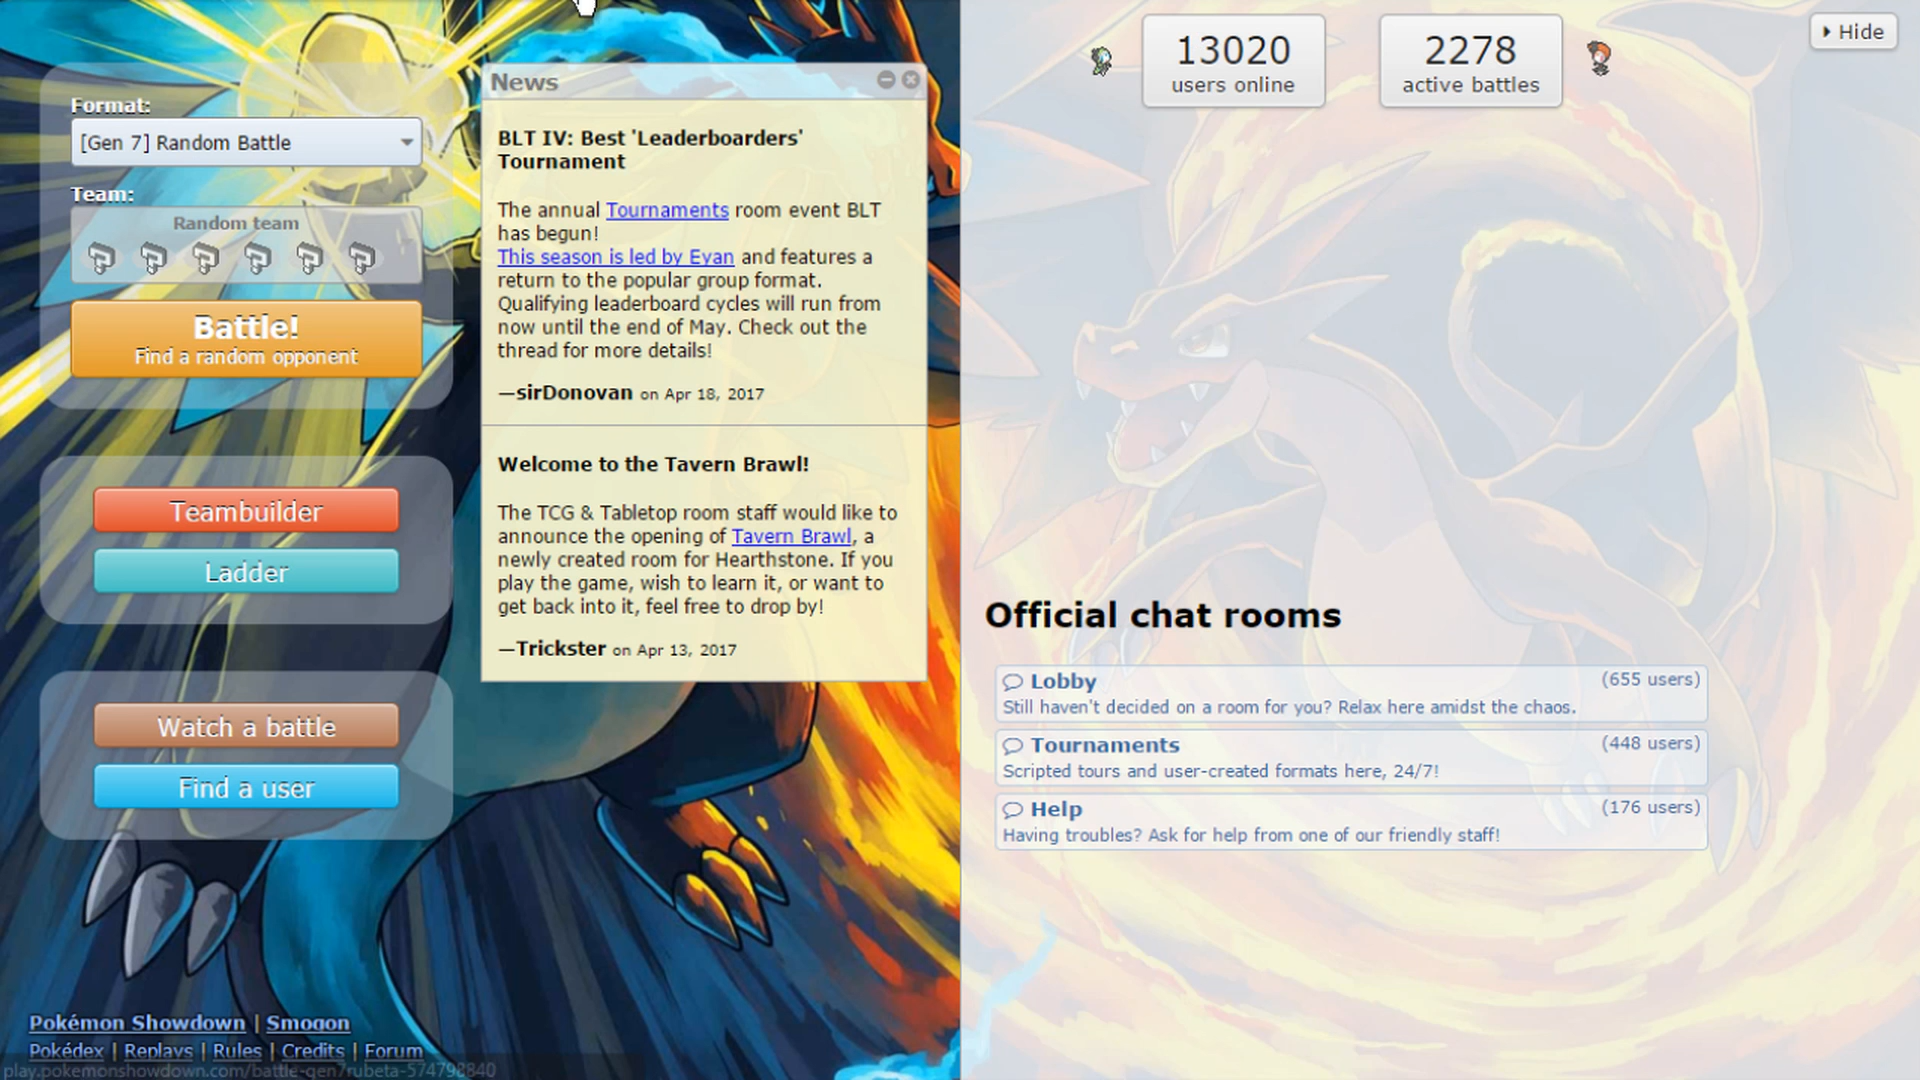 Format:
[Gen 7] Random Battle
Team:
Random team
Battle!
Find a random opponent
Teambuilder
Ladder
Watch a battle
Find a user
Pokémon Showdown | Smogon
Pokédex | Replays | Rules | Credits | Forum
play.pokemonshowdown.com/battle-gen7rubeta-574798840
News
BLT IV: Best 'Leaderboarders'
Tournament
The annual Tournaments room event BLT
has begun!
This season is led by Evan and features a
return to the popular group format.
Qualifying leaderboard cycles will run from
now until the end of May. Check out the
thread for more details!
—sirDonovan on Apr 18, 2017
Welcome to the Tavern Brawl!
The TCG & Tabletop room staff would like to
announce the opening of Tavern Brawl, a
newly created room for Hearthstone. If you
play the game, wish to learn it, or want to
get back into it, feel free to drop by!
—Trickster on Apr 13, 2017
13020
users online
2278
active battles
Hide
Official chat rooms
Lobby (655 users)
Still haven't decided on a room for you? Relax here amidst the chaos.
Tournaments (448 users)
Scripted tours and user-created formats here, 24/7!
Help (176 users)
Having troubles? Ask for help from one of our friendly staff!